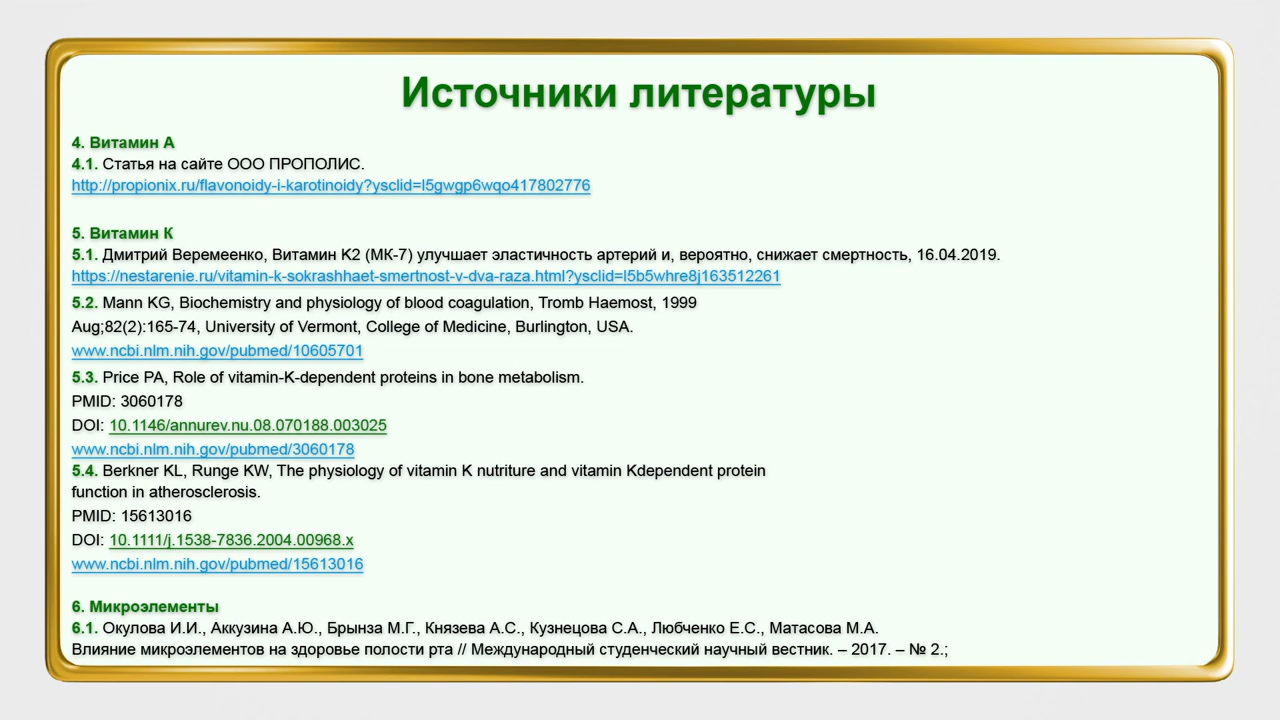 Источники литературы
4. Витамин А
4.1. Статья на сайте ООО ПРОПОЛИС.
http://propionix.ru/flavonoidy-i-karotinoidy?ysclid=l5gwgp6wqo417802776
5. Витамин К
5.1. Дмитрий Веремеенко, Витамин K2 (МК-7) улучшает эластичность артерий и, вероятно, снижает смертность, 16.04.2019.
https://nestarenie.ru/vitamin-k-sokrashhaet-smertnost-v-dva-raza.html?ysclid=l5b5whre8j163512261
5.2. Mann KG, Biochemistry and physiology of blood coagulation, Tromb Haemost, 1999
Aug;82(2):165-74, University of Vermont, College of Medicine, Burlington, USA.
www.ncbi.nlm.nih.gov/pubmed/10605701
5.3. Price PA, Role of vitamin-K-dependent proteins in bone metabolism.
PMID: 3060178
DOI: 10.1146/annurev.nu.08.070188.003025
www.ncbi.nlm.nih.gov/pubmed/3060178
5.4. Berkner KL, Runge KW, The physiology of vitamin K nutriture and vitamin Kdependent protein
function in atherosclerosis.
PMID: 15613016
DOI: 10.1111/j.1538-7836.2004.00968.x
www.ncbi.nlm.nih.gov/pubmed/15613016
6. Микроэлементы
6.1. Окулова И.И., Аккузина А.Ю., Брынза М.Г., Князева А.С., Кузнецова С.А., Любченко Е.С., Матасова М.А.
Влияние микроэлементов на здоровье полости рта // Международный студенческий научный вестник. – 2017. – № 2.;